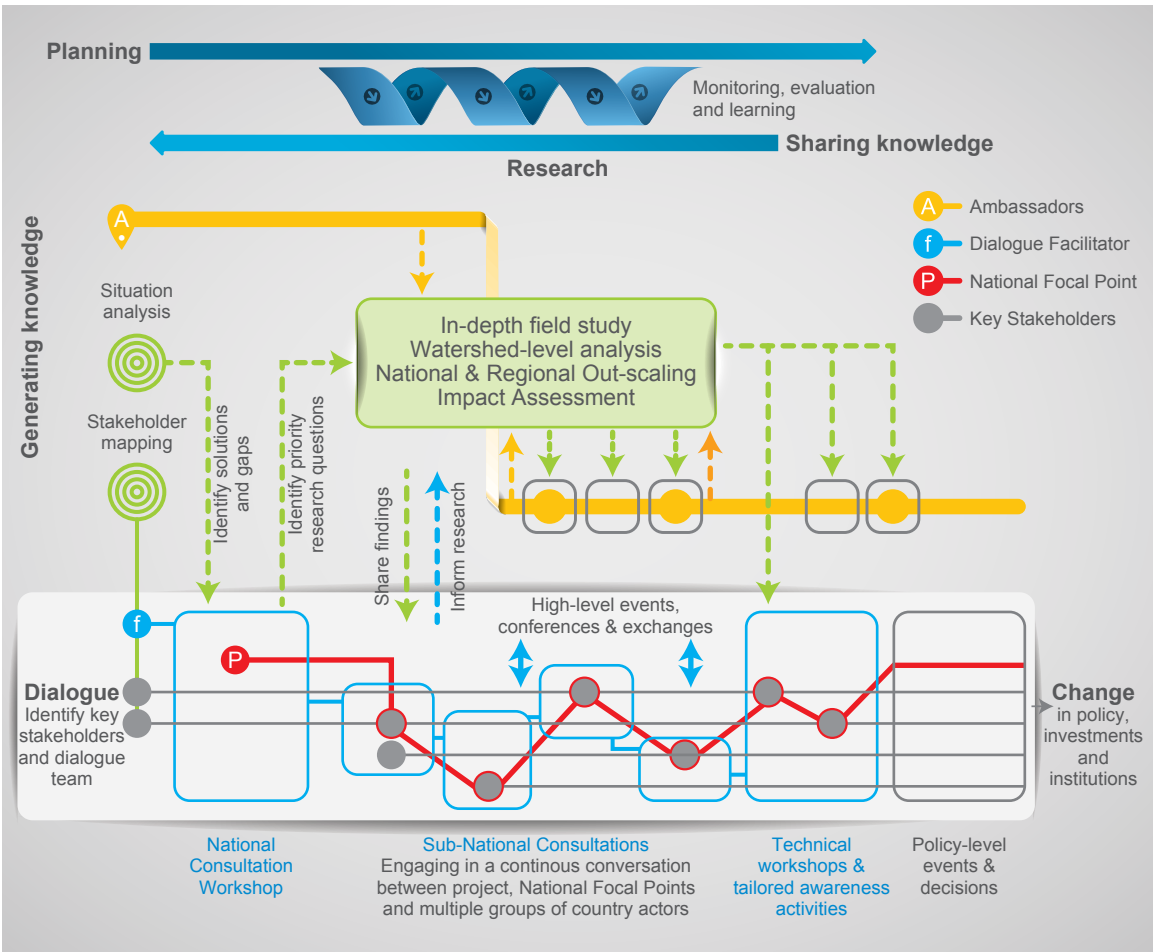 Planning
Monitoring, evaluation
and learning
Sharing knowledge
Research
Generating knowledge
A
A
Ambassadors
f
Dialogue Facilitator
P
National Focal Point
Key Stakeholders
Situation
analysis
Stakeholder
mapping
In-depth field study
Watershed-level analysis
National & Regional Out-scaling
Impact Assessment
Identify solutions
and gaps
Identify priority
research questions
Share findings
Inform research
High-level events,
conferences & exchanges
f
P
Dialogue
Identify key
stakeholders
and dialogue
team
Change
in policy,
investments
and
institutions
National
Consultation
Workshop
Sub-National Consultations
Engaging in a continous conversation
between project, National Focal Points
and multiple groups of country actors
Technical
workshops &
tailored awareness
activities
Policy-level
events &
decisions